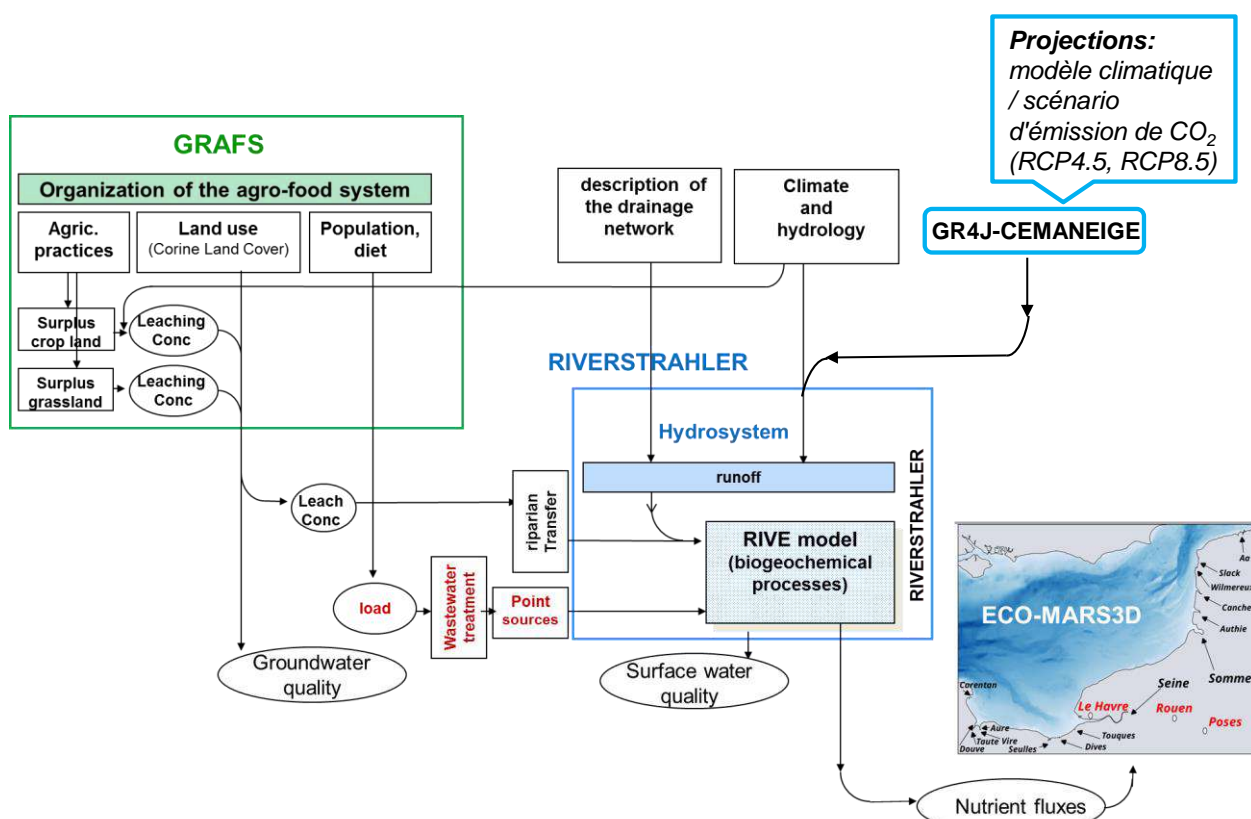 Projections:
modèle climatique
/ scénario
d'émission de CO2
(RCP4.5, RCP8.5)
GRAFS
Organization of the agro-food system
Agric.
practices
Land use
(Corine Land Cover)
Population,
diet
description of
the drainage
network
Climate
and
hydrology
GR4J-CEMANEIGE
Surplus
crop land
Leaching
Conc
Surplus
grassland
Leaching
Conc
RIVERSTRAHLER
Hydrosystem
runoff
Leach
Conc
riparian
Transfer
RIVE model
(biogeochemical
processes)
RIVERSTRAHLER
load
Wastewater
treatment
Point
sources
Groundwater
quality
Surface water
quality
Nutrient fluxes
ECO-MARS3D
Aa
Slack
Wilmereux
Canche
Authie
Somme
Seine
Le Havre
Rouen
Poses
Carentan
Aure
Taute Vire
Douve
Seulles
Dives
Touques